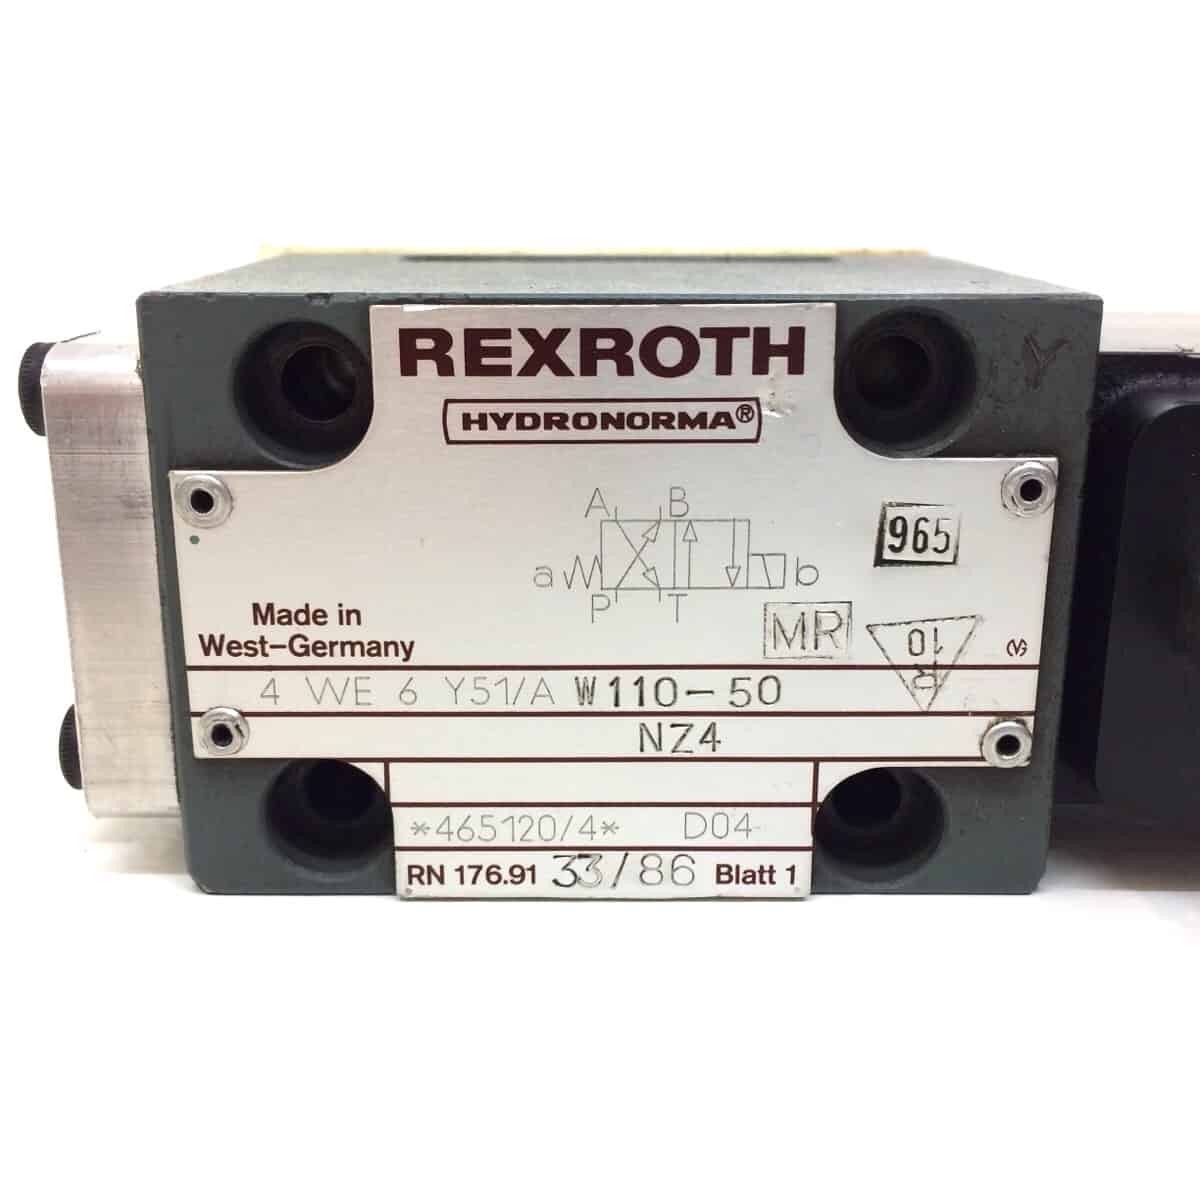 REXROTH
HYDRONORMA®
Y
A B
965
a b
P T
Made in
West-Germany
MR
10
R
4 WE 6 Y51/A W110-50
NZ4
*465120/4* D04
RN 176.91 33/86 Blatt 1